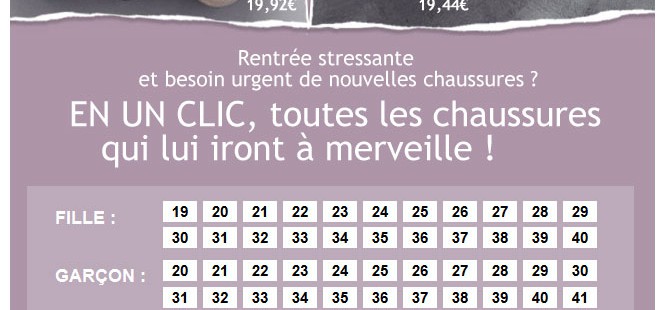 19,92€ 19,44€
Rentrée stressante
et besoin urgent de nouvelles chaussures ?
EN UN CLIC, toutes les chaussures
qui lui iront à merveille !
FILLE :
19 20 21 22 23 24 25 26 27 28 29
30 31 32 33 34 35 36 37 38 39 40
GARÇON :
20 21 22 23 24 25 26 27 28 29 30
31 32 33 34 35 36 37 38 39 40 41